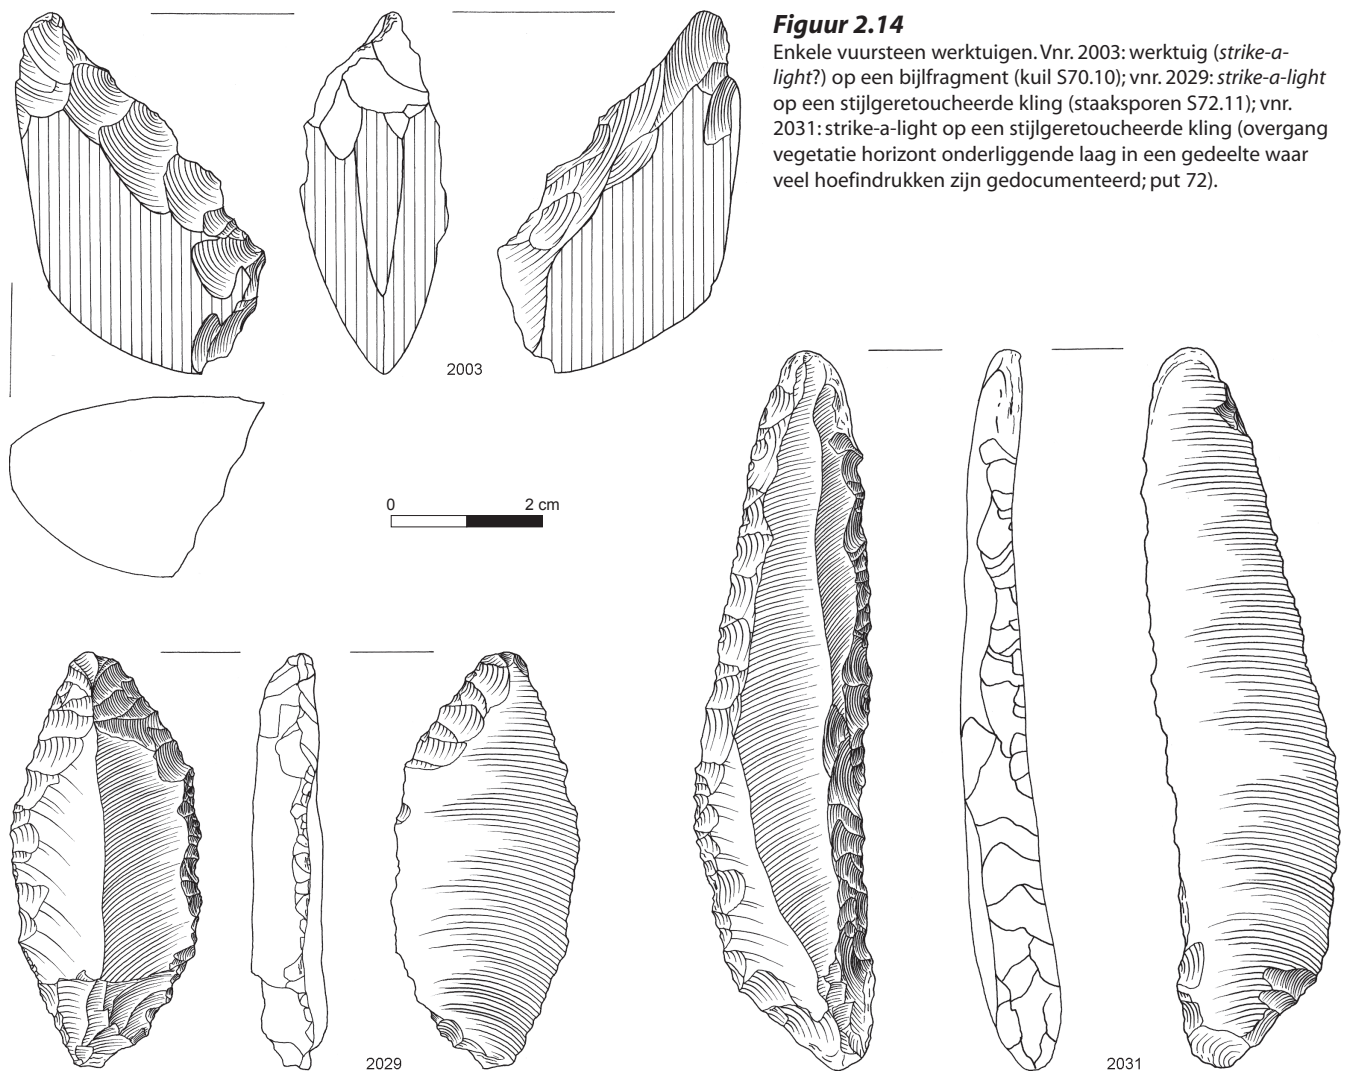 Figuur 2.14
Enkele vuursteen werktuigen. Vnr. 2003: werktuig (strike-a-
light?) op een bijlfragment (kuil S70.10); vnr. 2029: strike-a-light
op een stijlgeretoucheerde kling (staaksporen S72.11); vnr.
2031: strike-a-light op een stijlgeretoucheerde kling (overgang
vegetatie horizont onderliggende laag in een gedeelte waar
veel hoefindrukken zijn gedocumenteerd; put 72).
2003
0 2 cm
2029
2031